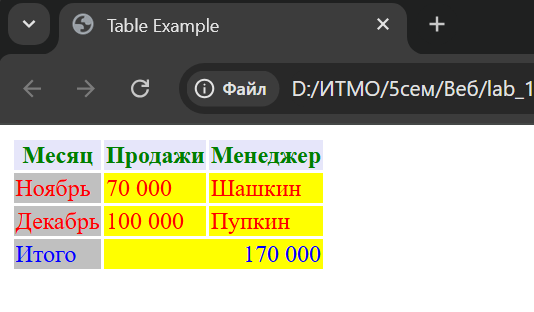 Table Example
Файл D:/ИТМО/5сем/Веб/lab_1
Месяц Продажи Менеджер
Ноябрь 70 000 Шашкин
Декабрь 100 000 Пупкин
Итого 170 000